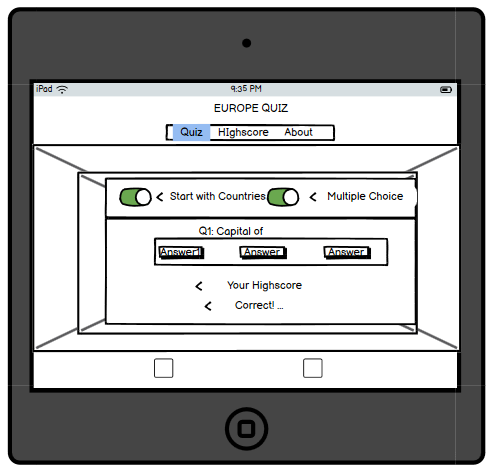 iPad 9:35 PM
EUROPE QUIZ
Quiz HIghscore About
< Start with Countries < Multiple Choice
Q1: Capital of
Answer1 Answer Answer
< Your Highscore
< Correct! ...